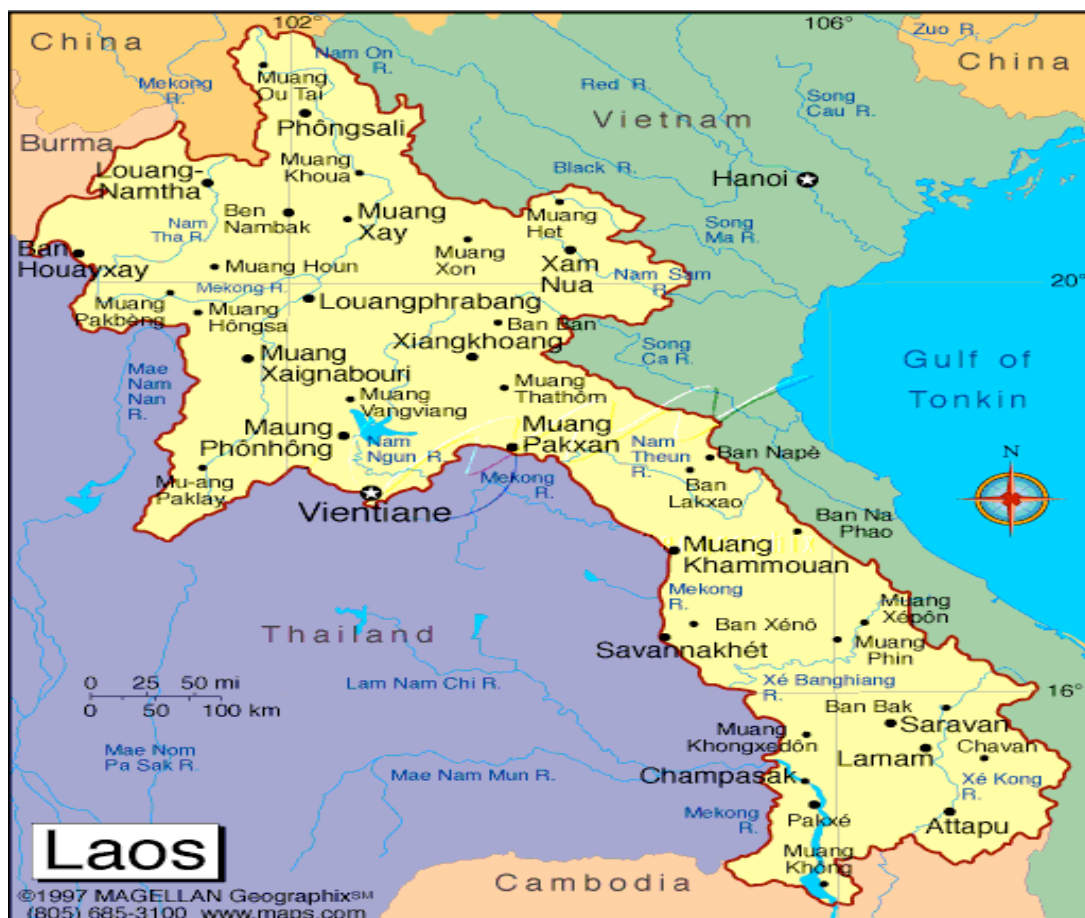 102°
106°
China
Nam On
R.
Zuo R.
China
Muang
Ou Tai
Mekong
R.
Red R.
Song
Cau R.
Phôngsali
Vietnam
Burma
Louang-
Namtha
Muang
Khoua
Black R.
Hanoi
Ben
Nambak
Muang
Xay
Muang
Het
Nam
Tha R.
Song
Ma R.
Ban
Houayxay
Muang
Xon
Xam
Nua
Muang Houn
Nam Sam
R.
20°
Mekong R.
Louangphrabang
Muang
Pakbèng
Muang
Hôngsa
Ban Ban
Xiangkhoang
Song
Ca R.
Gulf of
Tonkin
Muang
Xaignabouri
Mae
Nam
Nan
R.
Muang
Thathôm
Muang
Vangviang
Maung
Phônhông
Muang
Pakxan
Nam
Ngun R.
Nam
Theun
R.
Ban Napè
N
Mu-ang
Paklay
Mekong
R.
Ban
Lakxao
Vientiane
Ban Na
Phao
Muang
Khammouan
Mekong
R.
Muang
Xépôn
Thailand
Ban Xénô
Savannakhét
Muang
Phin
0 25 50 mi
0 50 100 km
Lam Nam Chi R.
Xé Banghiang
R.
16°
Ban Bak
Saravan
Muang
Khongxedôn
Mae Nom
Pa Sak R.
Lamam
Chavan
Mae Nam Mun R.
Champasak
Xé Kong
R.
Mekong
R.
Pakxé
Attapu
Laos
Muang
Không
Cambodia
©1997 MAGELLAN Geographix℠
(805) 685-3100 www.maps.com